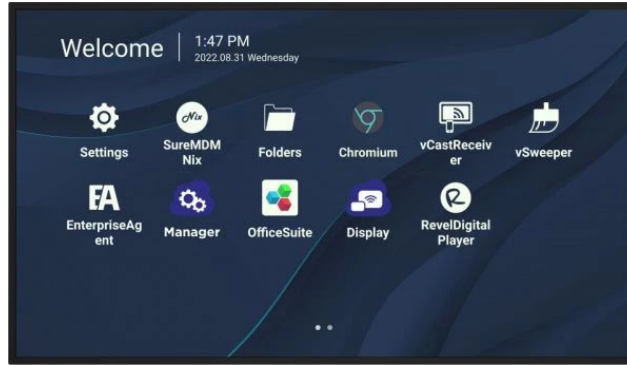 Welcome
1:47 PM
2022.08.31 Wednesday
Settings
Nix
SureMDM
Nix
Folders
Chromium
vCastReceiv
er
vSweeper
EA
EnterpriseAg
ent
Manager
OfficeSuite
Display
R
RevelDigital
Player